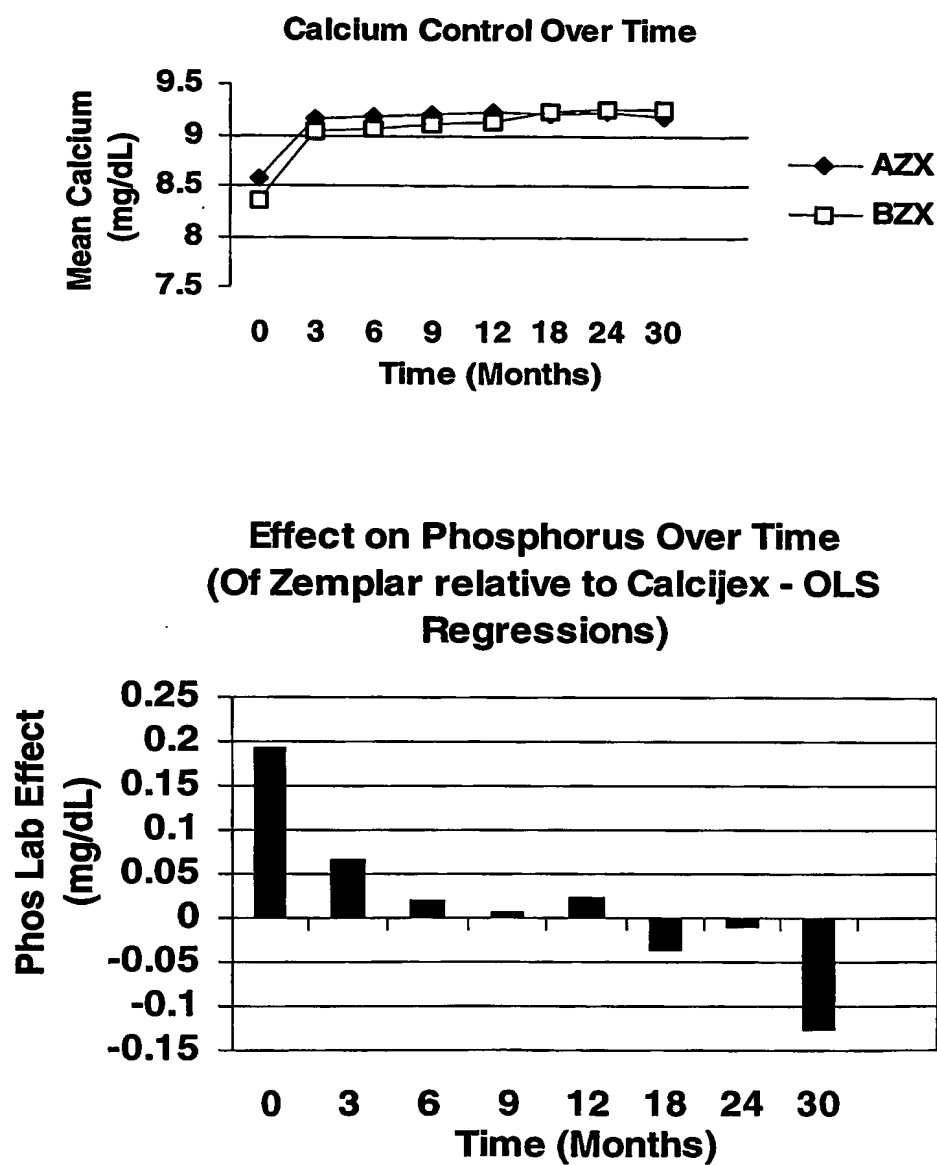 Calcium Control Over Time
Mean Calcium
(mg/dL)
9.5
9
8.5
8
7.5
0 3 6 9 12 18 24 30
Time (Months)
AZX
BZX
Effect on Phosphorus Over Time
(Of Zemplar relative to Calcijex - OLS
Regressions)
Phos Lab Effect
(mg/dL)
0.25
0.2
0.15
0.1
0.05
0
-0.05
-0.1
-0.15
0 3 6 9 12 18 24 30
Time (Months)